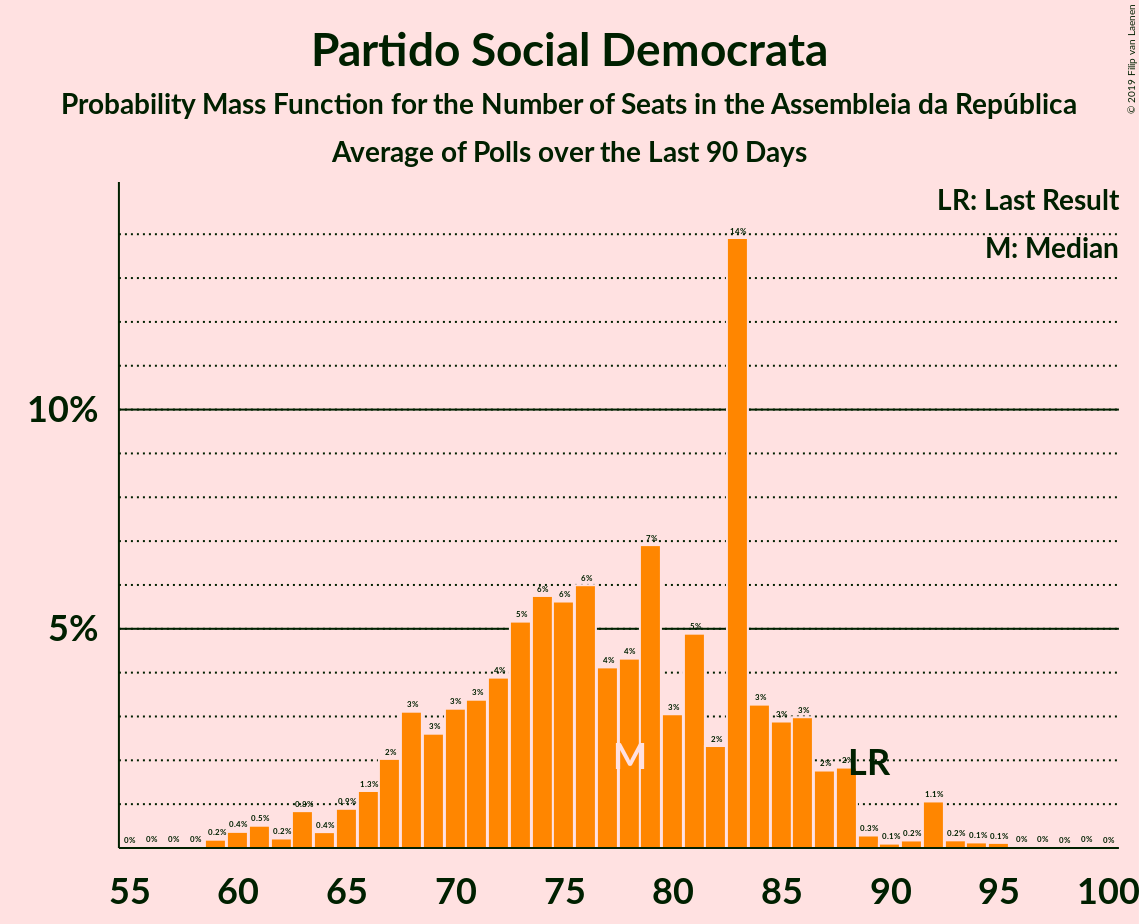 Partido Social Democrata
Probability Mass Function for the Number of Seats in the Assembleia da República
Average of Polls over the Last 90 Days
© 2019 Filip van Laenen
LR: Last Result
M: Median
10%
5%
0% 0% 0% 0% 0.2% 0.4% 0.5% 0.2% 0.8% 0.4% 0.9% 1.3% 2% 3% 3% 3% 3% 4% 5% 6% 6% 6% 4% 4% 7% 3% 5% 2% 14% 3% 3% 3% 2% 2% 0.3% 0.1% 0.2% 1.1% 0.2% 0.1% 0.1% 0% 0% 0% 0% 0%
M
LR
55 60 65 70 75 80 85 90 95 100